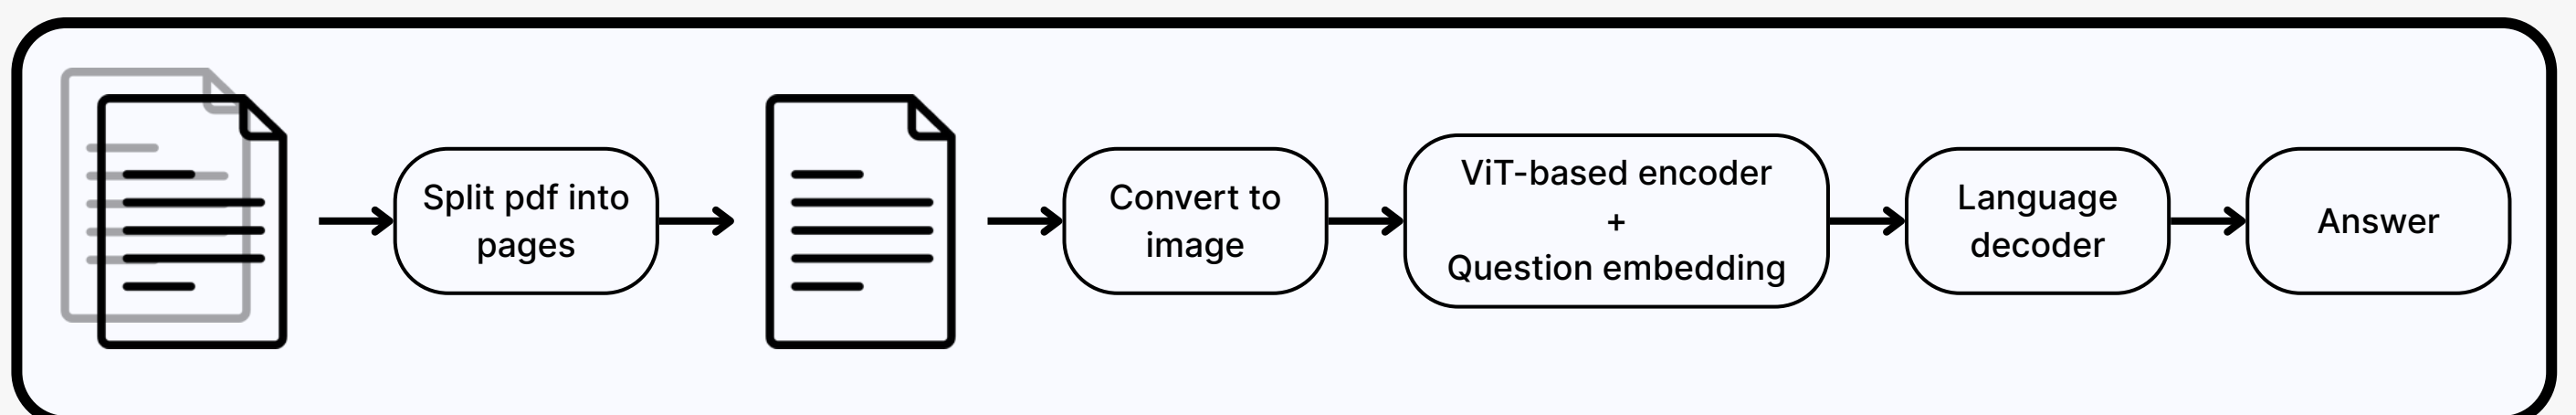 Split pdf into
pages
Convert to
image
ViT-based encoder
+
Question embedding
Language
decoder
Answer